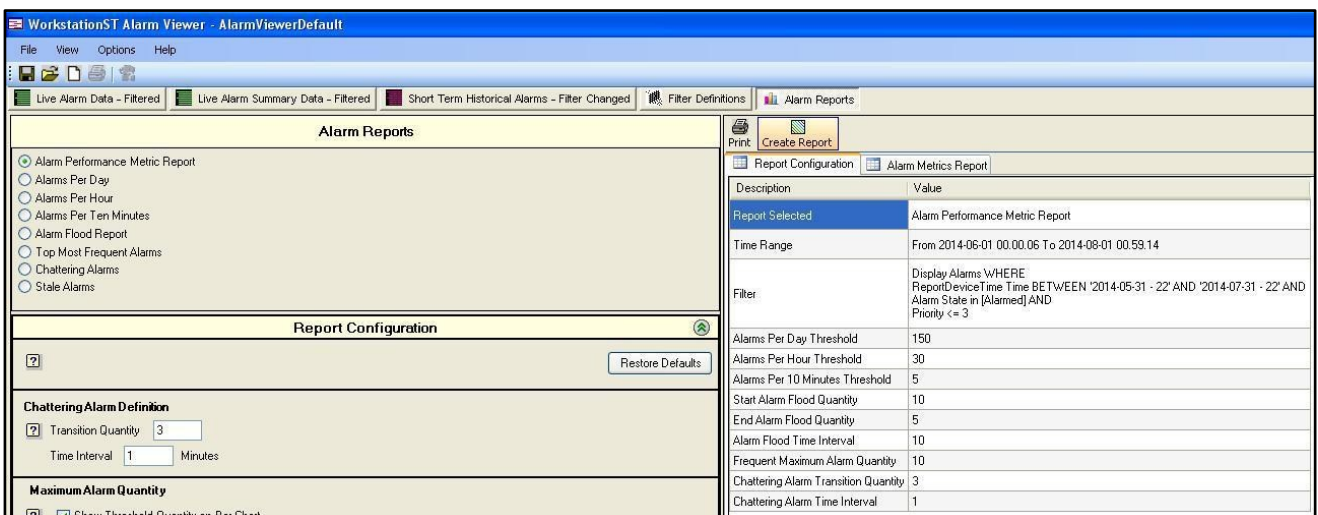 WorkstationST Alarm Viewer - AlarmViewerDefault
File View Options Help
Live Alarm Data - Filtered Live Alarm Summary Data - Filtered Short Term Historical Alarms - Filter Changed Filter Definitions Alarm Reports
Alarm Reports
Alarm Performance Metric Report
Alarms Per Day
Alarms Per Hour
Alarms Per Ten Minutes
Alarm Flood Report
Top Most Frequent Alarms
Chattering Alarms
Stale Alarms
Report Configuration
? Restore Defaults
Chattering Alarm Definition
? Transition Quantity 3
Time Interval 1 Minutes
Maximum Alarm Quantity
? Show Threshold Quantity on Bar Chart
Print Create Report
Report Configuration Alarm Metrics Report
Description Value
Report Selected Alarm Performance Metric Report
Time Range From 2014-06-01 00.00.06 To 2014-08-01 00.59.14
Filter
Display Alarms WHERE
ReportDeviceTime Time BETWEEN '2014-05-31 - 22' AND '2014-07-31 - 22' AND
Alarm State in [Alarmed] AND
Priority <= 3
Alarms Per Day Threshold 150
Alarms Per Hour Threshold 30
Alarms Per 10 Minutes Threshold 5
Start Alarm Flood Quantity 10
End Alarm Flood Quantity 5
Alarm Flood Time Interval 10
Frequent Maximum Alarm Quantity 10
Chattering Alarm Transition Quantity 3
Chattering Alarm Time Interval 1